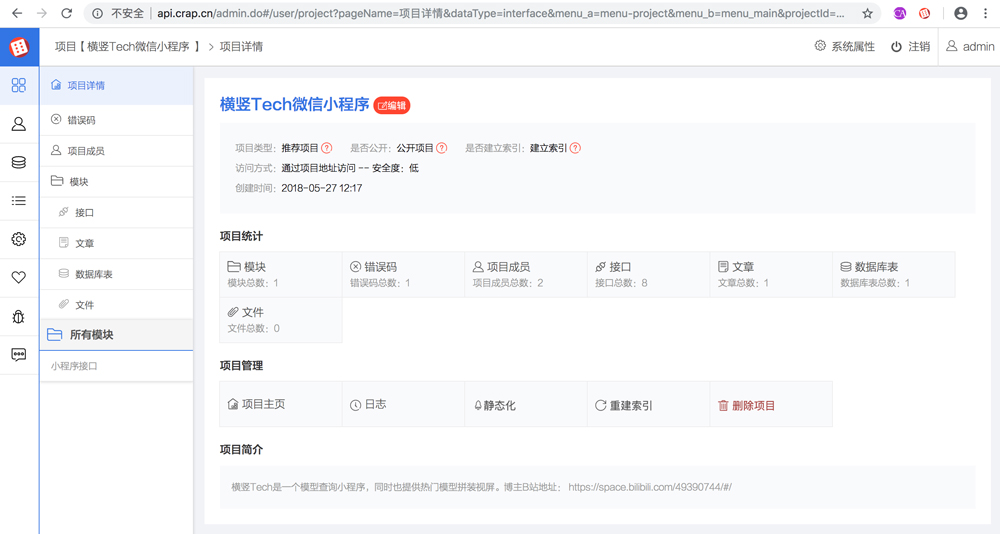 不安全 api.crap.cn/admin.do#/user/project?pageName=项目详情&dataType=interface&menu_a=menu-project&menu_b=menu_main&projectId=...
CA
项目【 横竖Tech微信小程序 】 > 项目详情
系统属性 注销 admin
项目详情
错误码
项目成员
模块
接口
文章
数据库表
文件
所有模块
小程序接口
横竖Tech微信小程序 编辑
项目类型: 推荐项目 ? 是否公开: 公开项目 ? 是否建立索引: 建立索引 ?
访问方式: 通过项目地址访问 -- 安全度: 低
创建时间: 2018-05-27 12:17
项目统计
模块 错误码 项目成员 接口 文章 数据库表
模块总数: 1 错误码总数: 1 项目成员总数: 2 接口总数: 8 文章总数: 1 数据库表总数: 1
文件
文件总数: 0
项目管理
项目主页 日志 静态化 重建索引 删除项目
项目简介
横竖Tech是一个模型查询小程序，同时也提供热门模型拼装视屏。博主B站地址： https://space.bilibili.com/49390744/#/